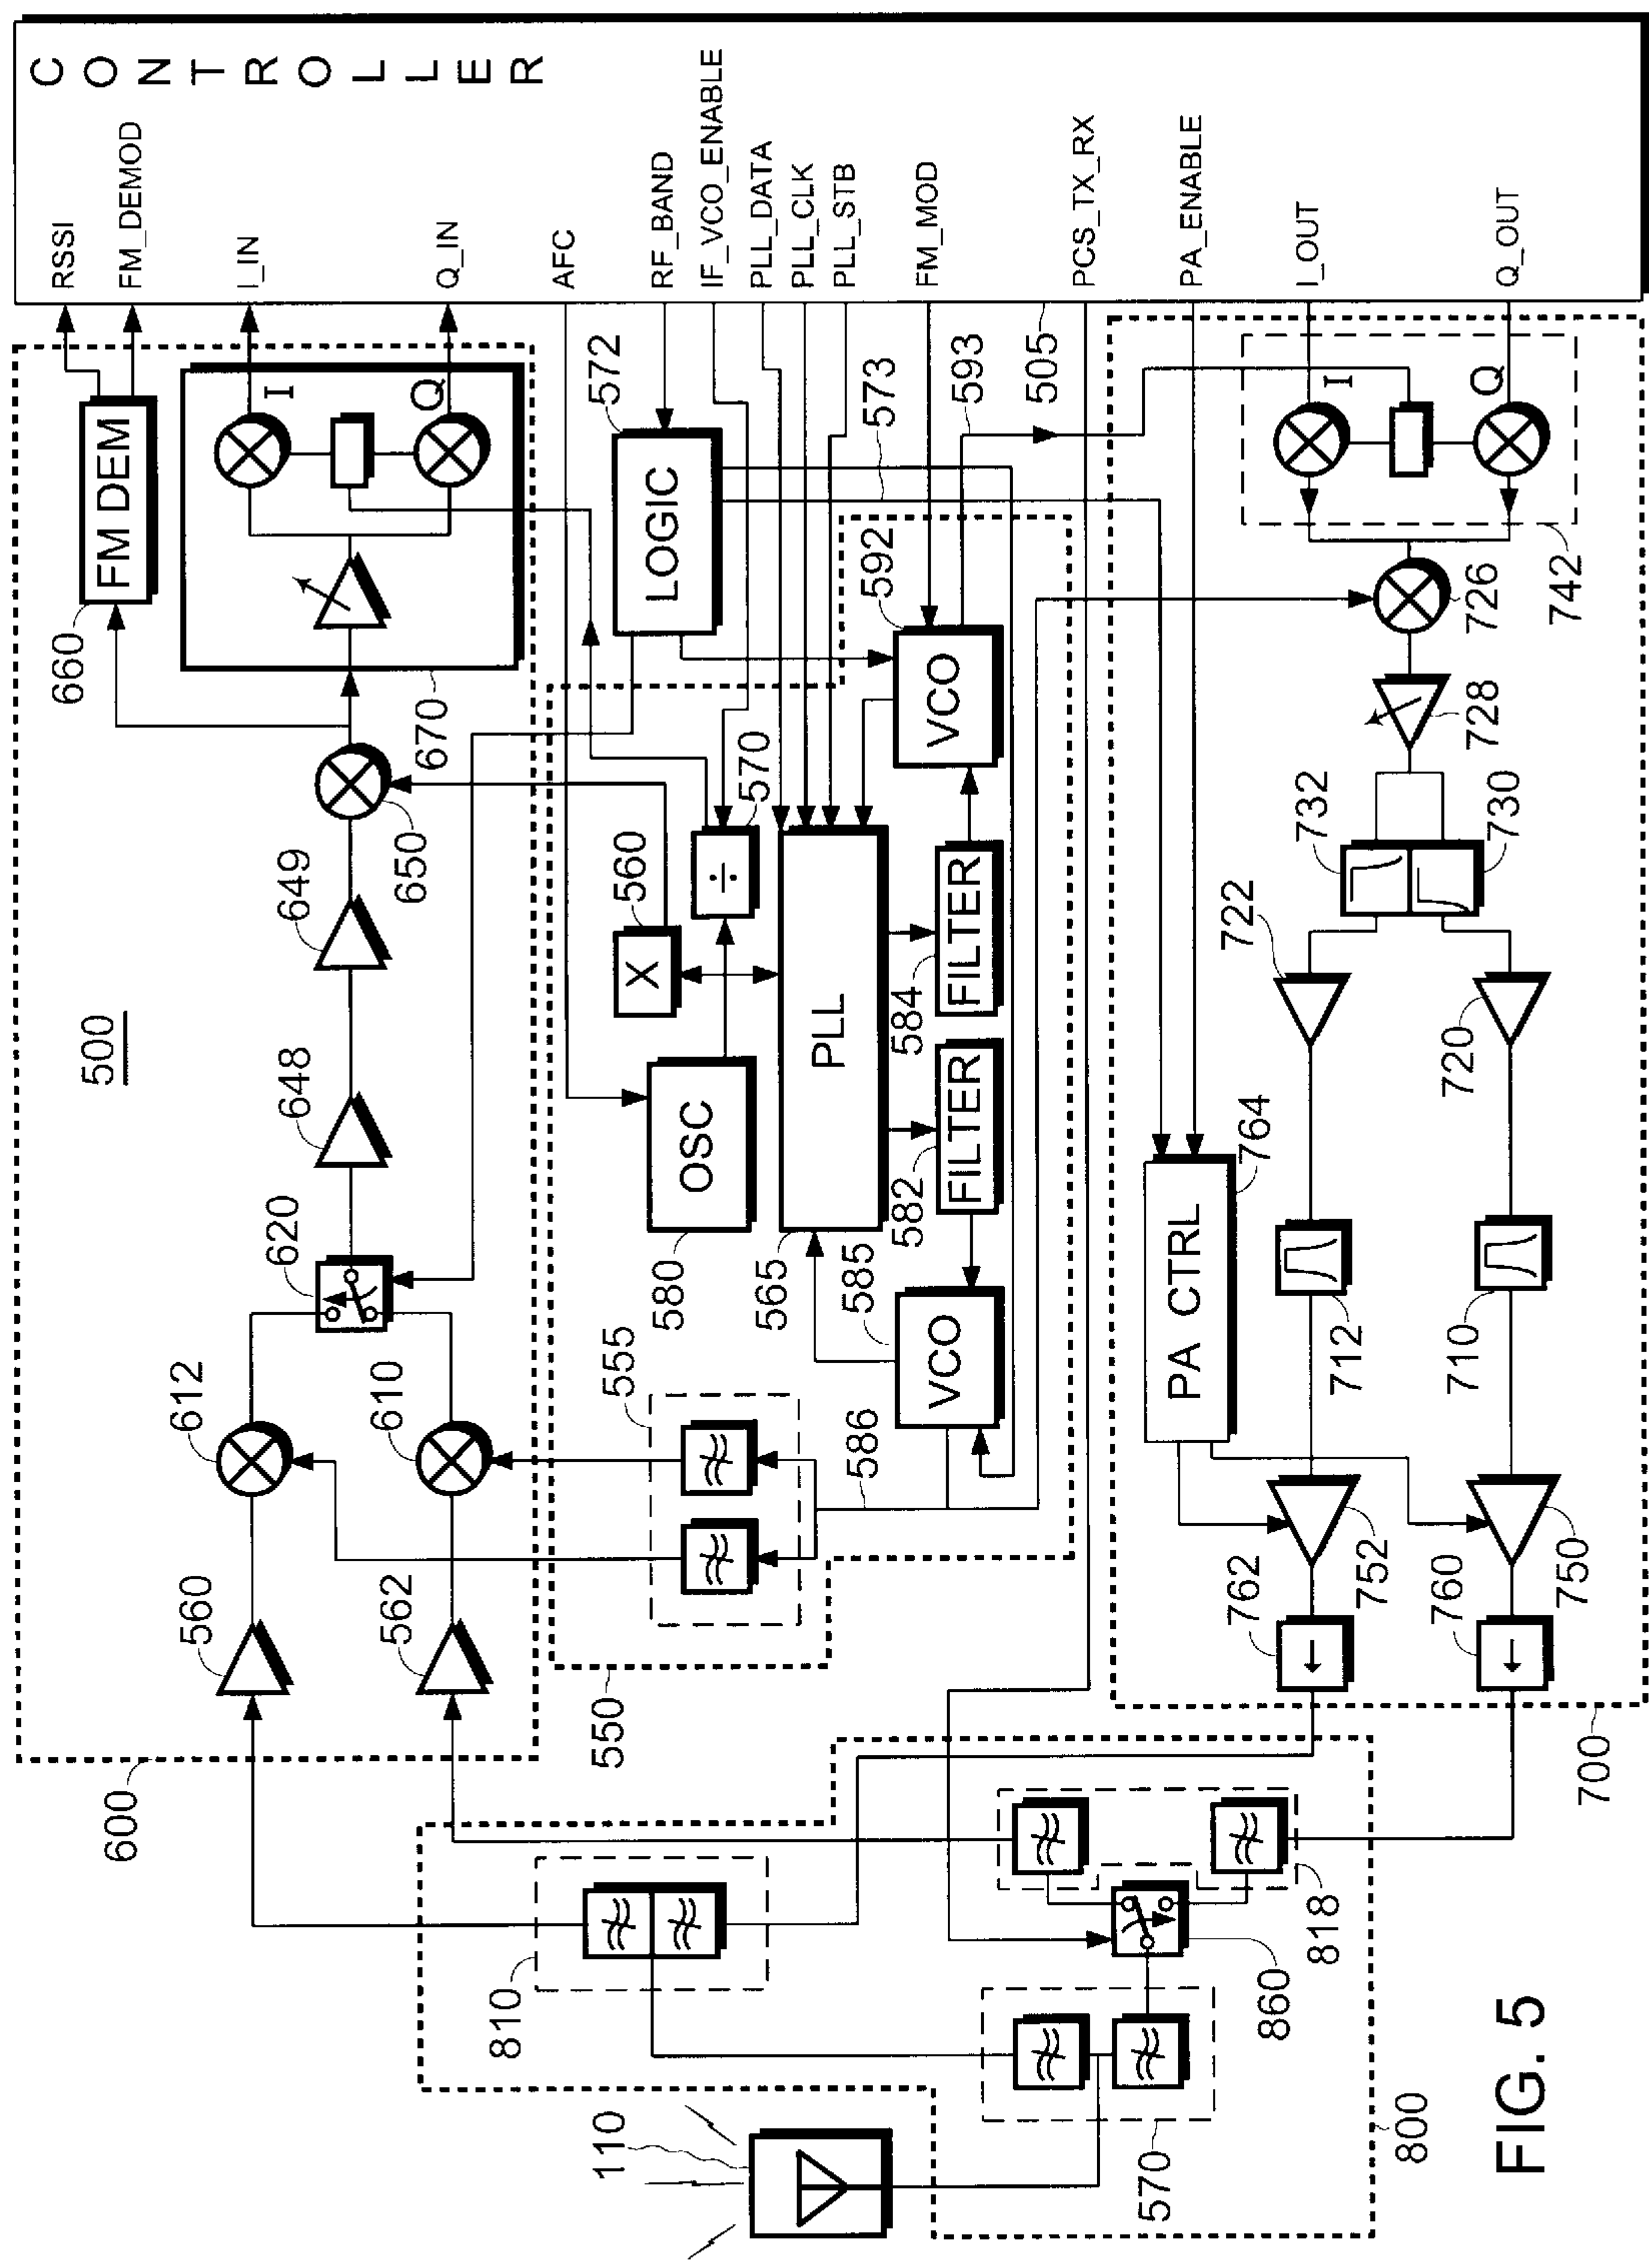 CONTROLLER
RSSI
FM_DEMOD
I_IN
Q_IN
AFC
RF_BAND
IF_VCO_ENABLE
PLL_DATA
PLL_CLK
PLL_STB
FM_MOD
PCS_TX_RX
PA_ENABLE
I_OUT
Q_OUT
505
500
600
560
562
612
610
620
648
649
650
660
FM DEM
670
I
Q
550
555
586
585
VCO
580
OSC
565
PLL
582
FILTER
584
FILTER
560
X
570
÷
572
LOGIC
573
592
VCO
593
700
762
760
752
750
PA CTRL
764
712
710
722
720
732
730
728
726
742
I
Q
110
810
570
860
818
800
FIG. 5